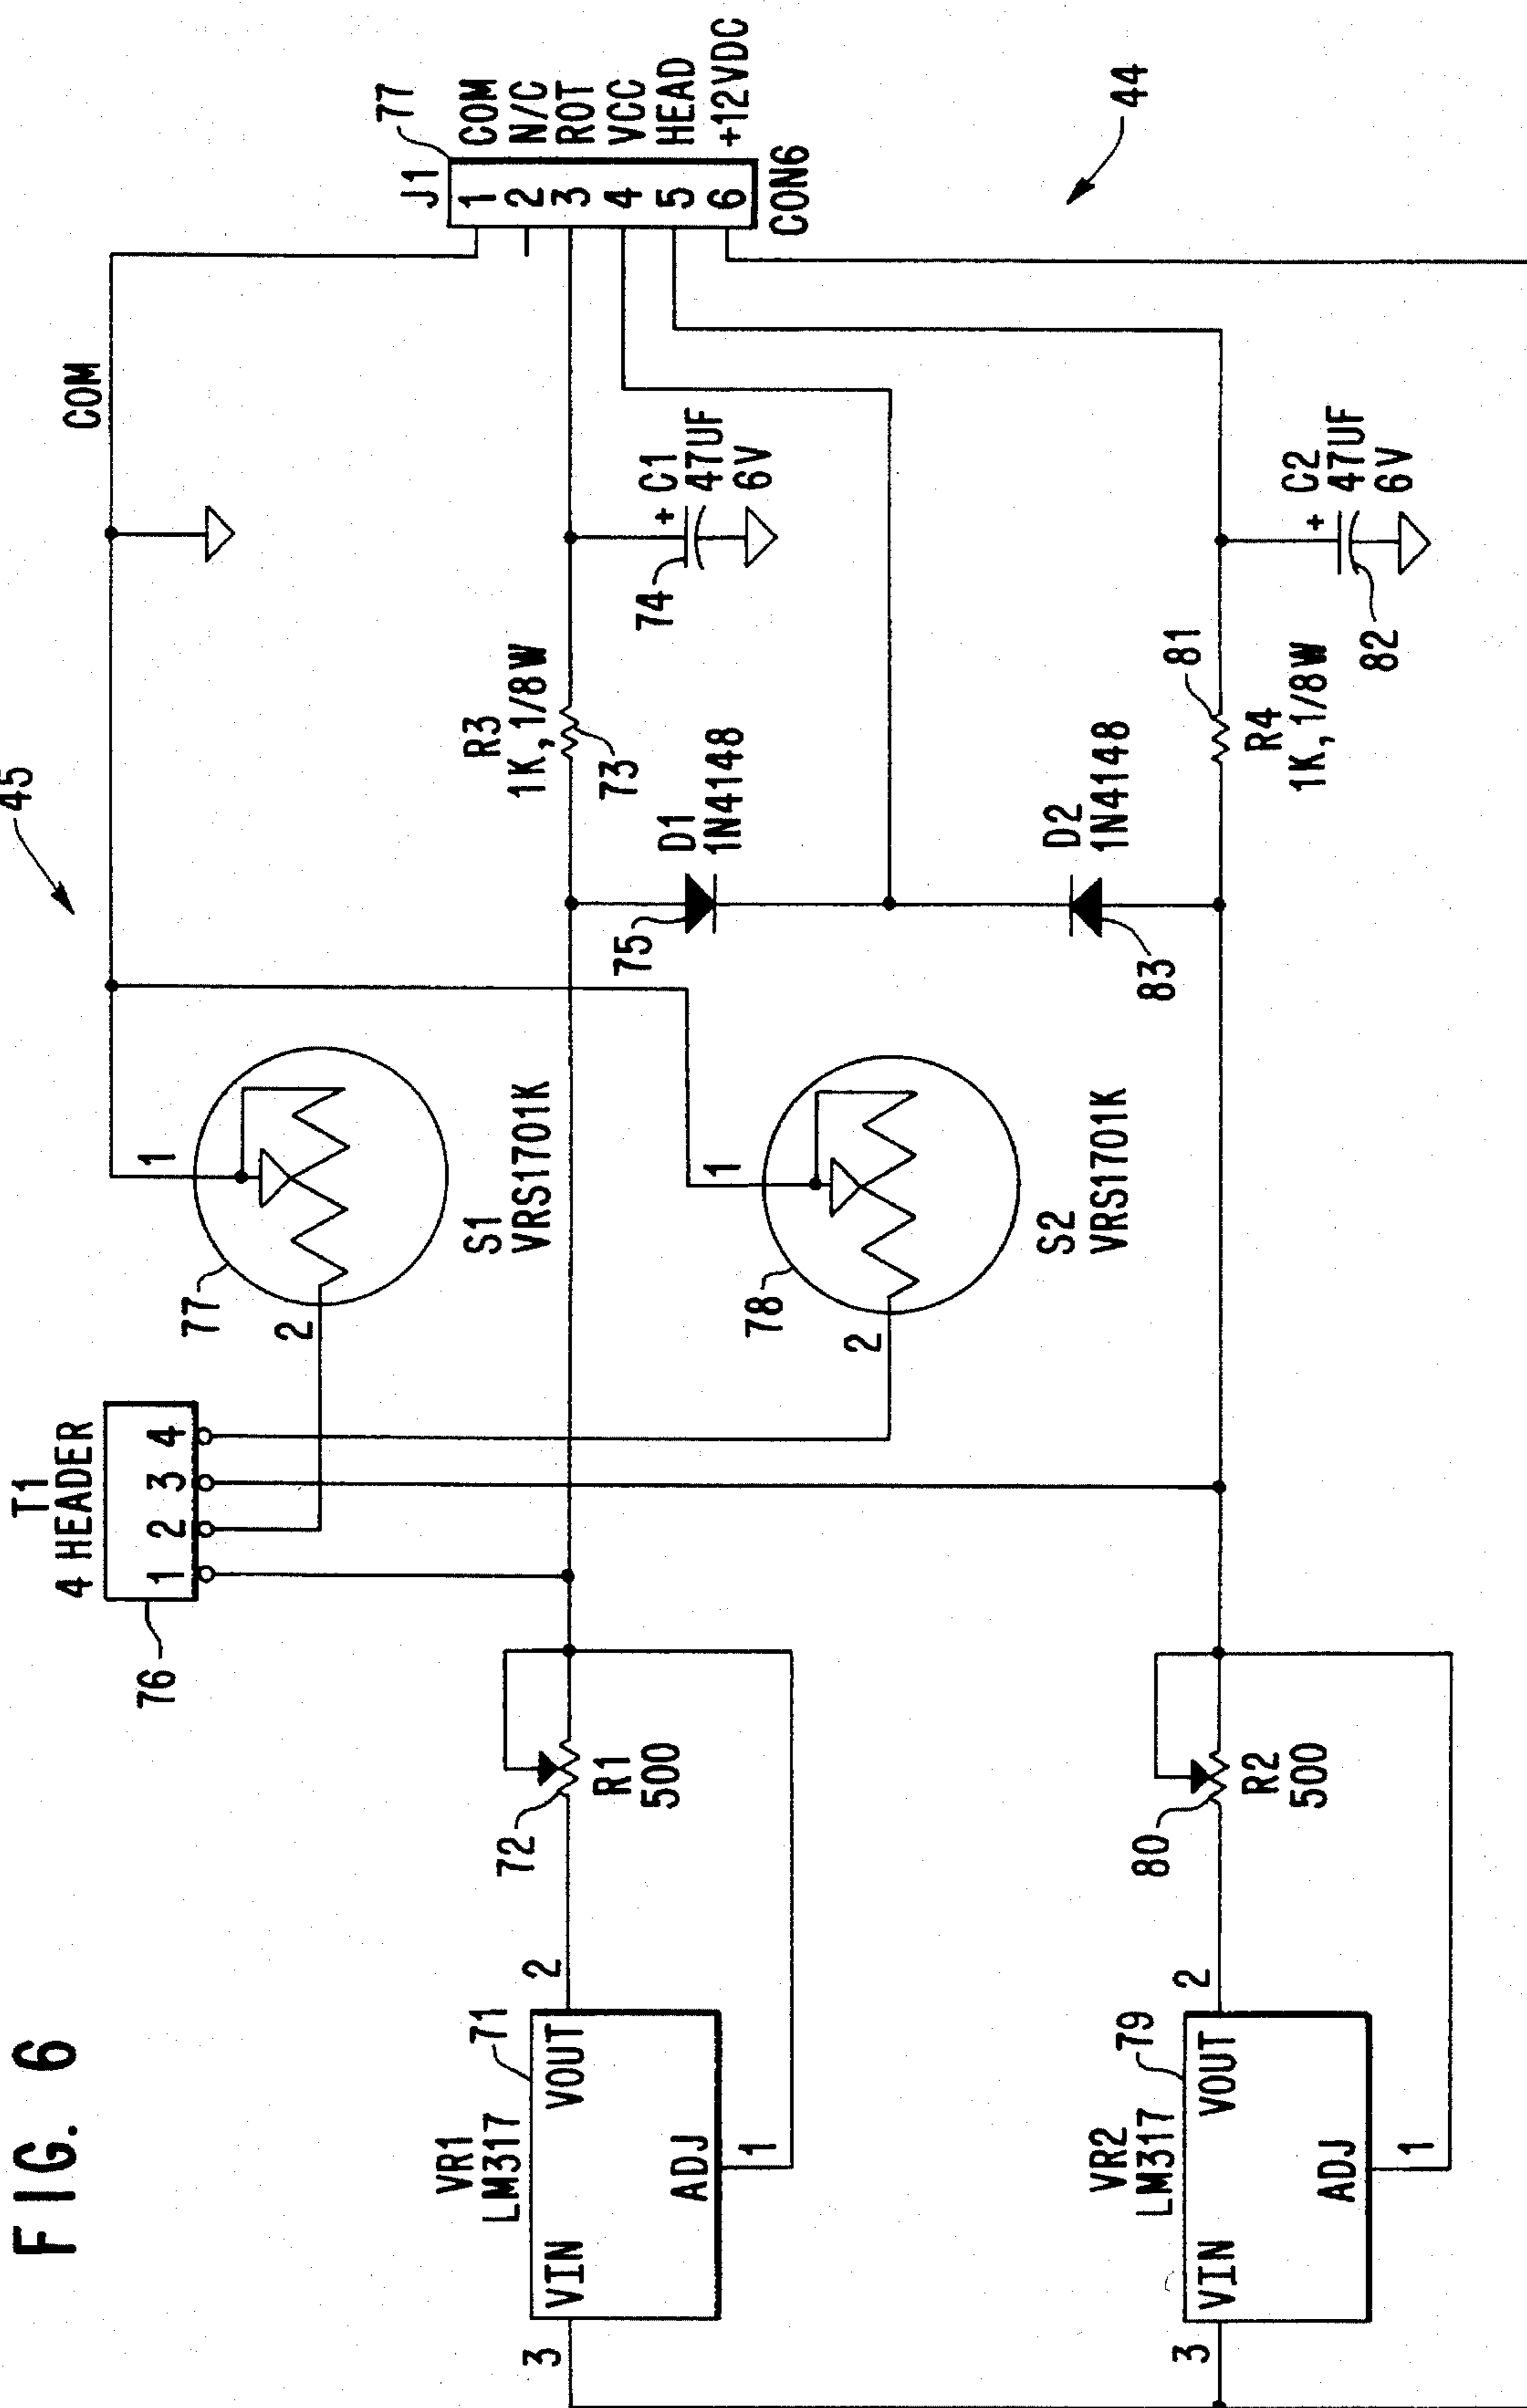 FIG. 6
45
T1
4 HEADER
1 2 3 4
76
COM
77
1
2
S1
VRS1701K
77
J1
1 COM
2 N/C
3 ROT
4 VCC
5 HEAD
6 +12VDC
CON6
VR1
LM317
71
VIN
VOUT
ADJ
3
2
1
72
R1
500
R3
1K,1/8W
73
75
D1
1N4148
74
+
C1
47UF
6V
78
1
2
S2
VRS1701K
44
VR2
LM317
79
VIN
VOUT
ADJ
3
2
1
80
R2
500
83
D2
1N4148
81
R4
1K,1/8W
82
+
C2
47UF
6V